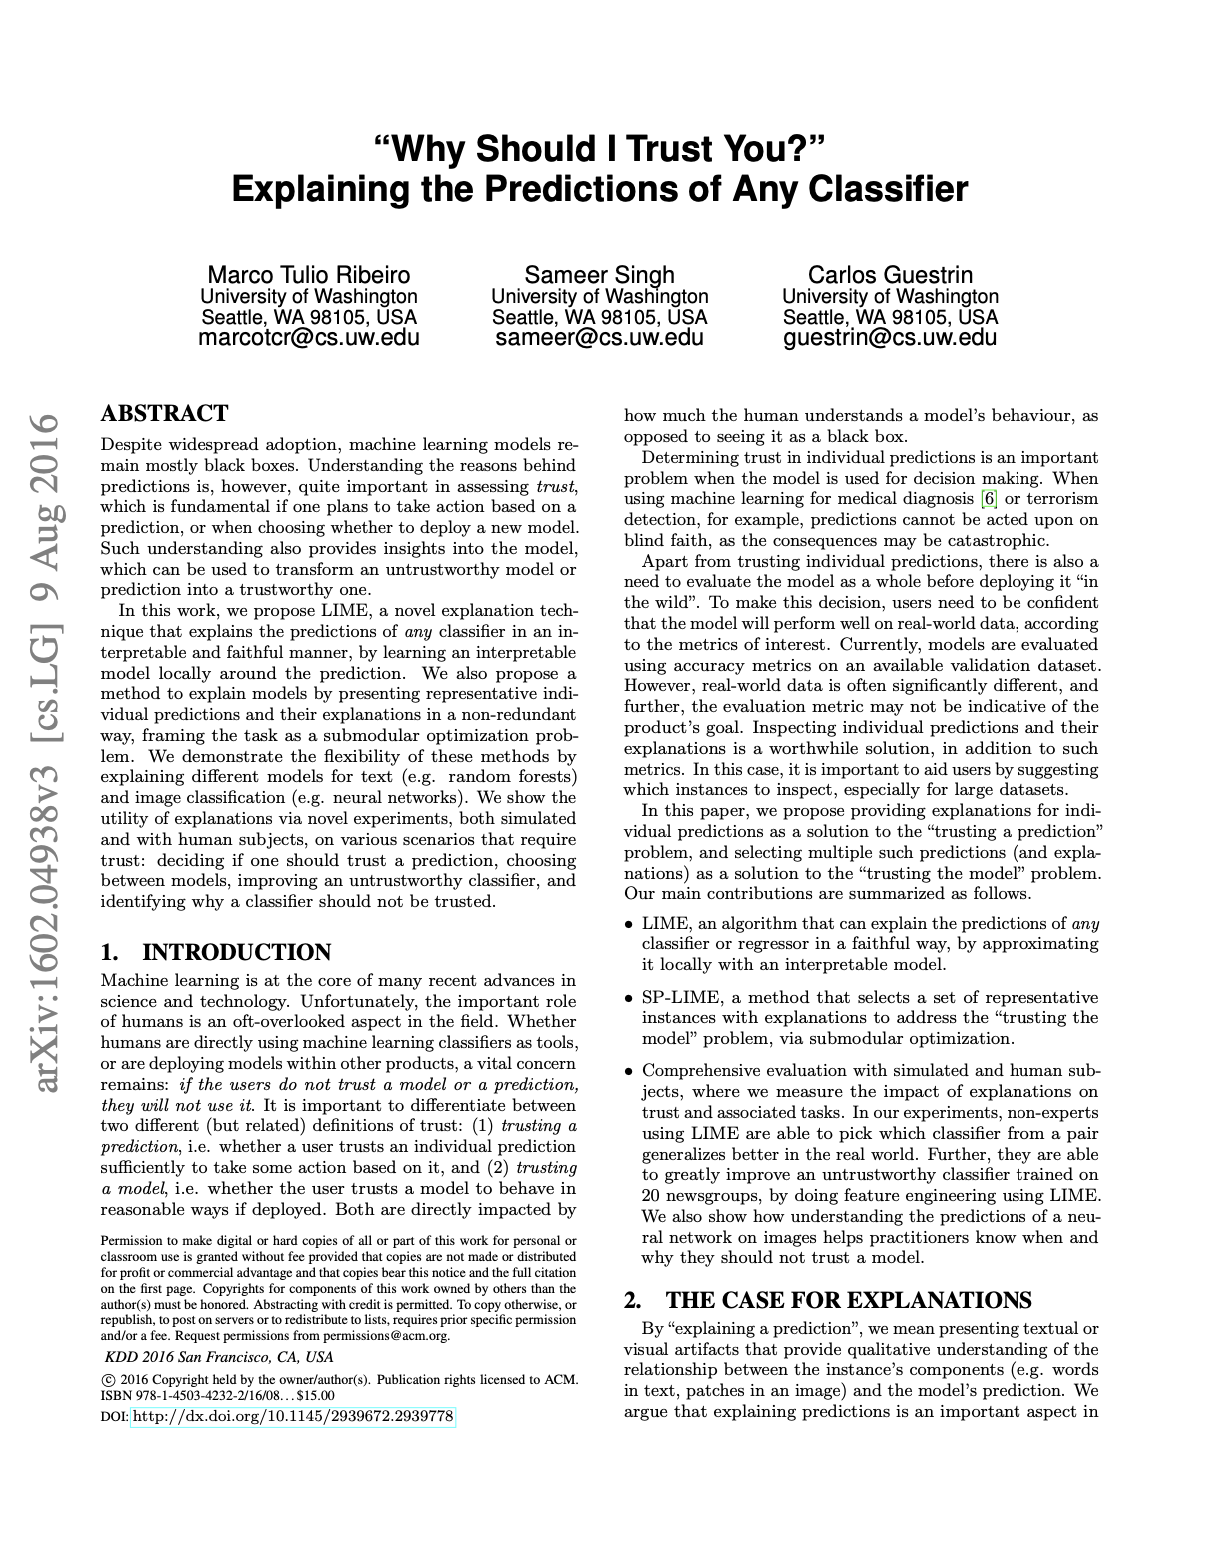 “Why Should I Trust You?”
Explaining the Predictions of Any Classifier
Marco Tulio Ribeiro
University of Washington
Seattle, WA 98105, USA
marcotcr@cs.uw.edu
Sameer Singh
University of Washington
Seattle, WA 98105, USA
sameer@cs.uw.edu
Carlos Guestrin
University of Washington
Seattle, WA 98105, USA
guestrin@cs.uw.edu
arXiv:1602.04938v3 [cs.LG] 9 Aug 2016
ABSTRACT
Despite widespread adoption, machine learning models re-
main mostly black boxes. Understanding the reasons behind
predictions is, however, quite important in assessing trust,
which is fundamental if one plans to take action based on a
prediction, or when choosing whether to deploy a new model.
Such understanding also provides insights into the model,
which can be used to transform an untrustworthy model or
prediction into a trustworthy one.
In this work, we propose LIME, a novel explanation tech-
nique that explains the predictions of any classifier in an in-
terpretable and faithful manner, by learning an interpretable
model locally around the prediction. We also propose a
method to explain models by presenting representative indi-
vidual predictions and their explanations in a non-redundant
way, framing the task as a submodular optimization prob-
lem. We demonstrate the flexibility of these methods by
explaining different models for text (e.g. random forests)
and image classification (e.g. neural networks). We show the
utility of explanations via novel experiments, both simulated
and with human subjects, on various scenarios that require
trust: deciding if one should trust a prediction, choosing
between models, improving an untrustworthy classifier, and
identifying why a classifier should not be trusted.
1. INTRODUCTION
Machine learning is at the core of many recent advances in
science and technology. Unfortunately, the important role
of humans is an oft-overlooked aspect in the field. Whether
humans are directly using machine learning classifiers as tools,
or are deploying models within other products, a vital concern
remains: if the users do not trust a model or a prediction,
they will not use it. It is important to differentiate between
two different (but related) definitions of trust: (1) trusting a
prediction, i.e. whether a user trusts an individual prediction
sufficiently to take some action based on it, and (2) trusting
a model, i.e. whether the user trusts a model to behave in
reasonable ways if deployed. Both are directly impacted by
Permission to make digital or hard copies of all or part of this work for personal or
classroom use is granted without fee provided that copies are not made or distributed
for profit or commercial advantage and that copies bear this notice and the full citation
on the first page. Copyrights for components of this work owned by others than the
author(s) must be honored. Abstracting with credit is permitted. To copy otherwise, or
republish, to post on servers or to redistribute to lists, requires prior specific permission
and/or a fee. Request permissions from permissions@acm.org.
KDD 2016 San Francisco, CA, USA
© 2016 Copyright held by the owner/author(s). Publication rights licensed to ACM.
ISBN 978-1-4503-4232-2/16/08...$15.00
DOI: http://dx.doi.org/10.1145/2939672.2939778
how much the human understands a model’s behaviour, as
opposed to seeing it as a black box.
Determining trust in individual predictions is an important
problem when the model is used for decision making. When
using machine learning for medical diagnosis [6] or terrorism
detection, for example, predictions cannot be acted upon on
blind faith, as the consequences may be catastrophic.
Apart from trusting individual predictions, there is also a
need to evaluate the model as a whole before deploying it “in
the wild”. To make this decision, users need to be confident
that the model will perform well on real-world data, according
to the metrics of interest. Currently, models are evaluated
using accuracy metrics on an available validation dataset.
However, real-world data is often significantly different, and
further, the evaluation metric may not be indicative of the
product’s goal. Inspecting individual predictions and their
explanations is a worthwhile solution, in addition to such
metrics. In this case, it is important to aid users by suggesting
which instances to inspect, especially for large datasets.
In this paper, we propose providing explanations for indi-
vidual predictions as a solution to the “trusting a prediction”
problem, and selecting multiple such predictions (and expla-
nations) as a solution to the “trusting the model” problem.
Our main contributions are summarized as follows.
• LIME, an algorithm that can explain the predictions of any
classifier or regressor in a faithful way, by approximating
it locally with an interpretable model.
• SP-LIME, a method that selects a set of representative
instances with explanations to address the “trusting the
model” problem, via submodular optimization.
• Comprehensive evaluation with simulated and human sub-
jects, where we measure the impact of explanations on
trust and associated tasks. In our experiments, non-experts
using LIME are able to pick which classifier from a pair
generalizes better in the real world. Further, they are able
to greatly improve an untrustworthy classifier trained on
20 newsgroups, by doing feature engineering using LIME.
We also show how understanding the predictions of a neu-
ral network on images helps practitioners know when and
why they should not trust a model.
2. THE CASE FOR EXPLANATIONS
By “explaining a prediction”, we mean presenting textual or
visual artifacts that provide qualitative understanding of the
relationship between the instance’s components (e.g. words
in text, patches in an image) and the model’s prediction. We
argue that explaining predictions is an important aspect in